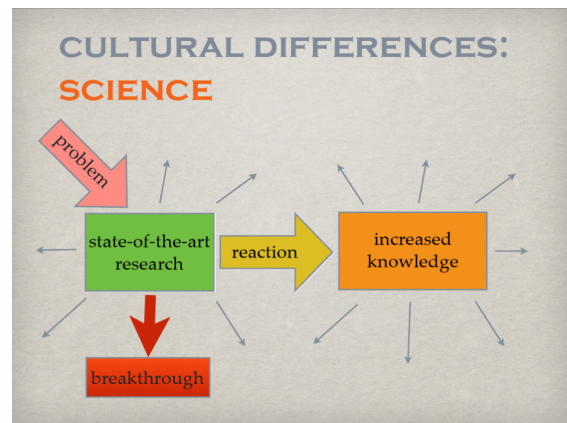 CULTURAL DIFFERENCES:
SCIENCE
problem
state-of-the-art
research
reaction
increased
knowledge
breakthrough